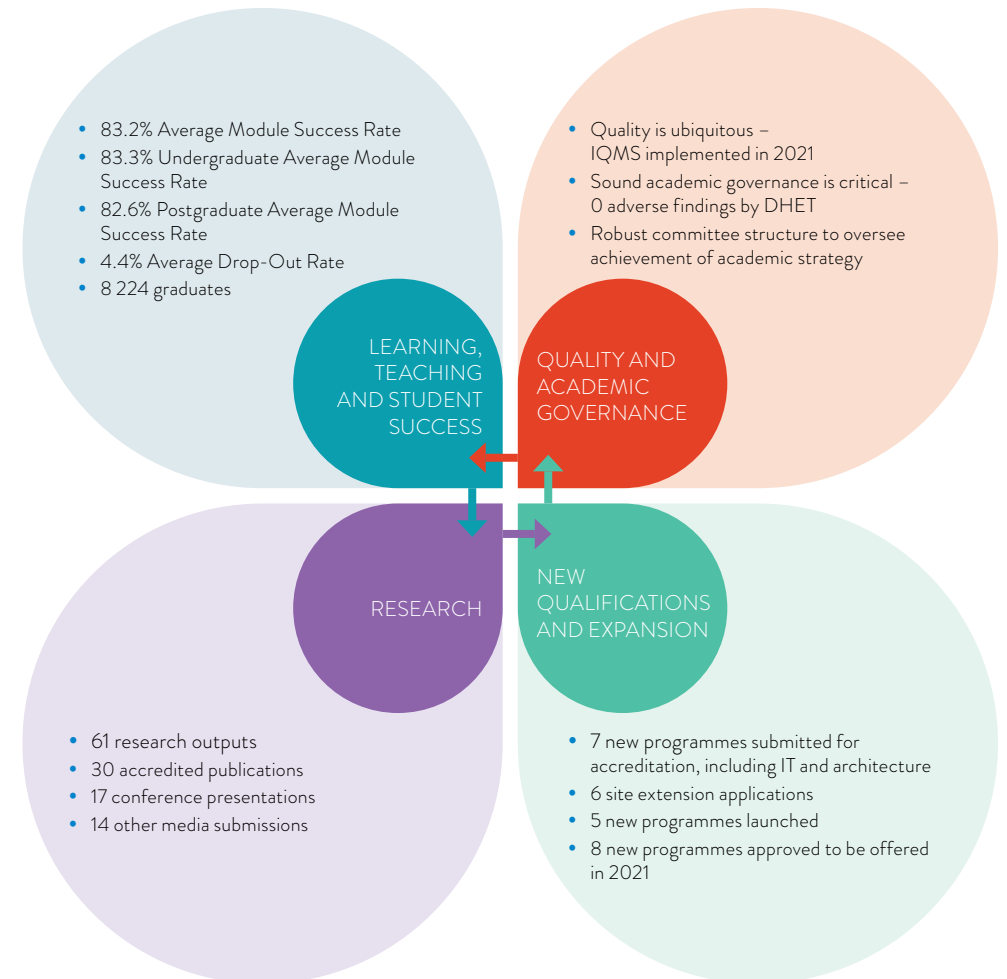 83.2% Average Module Success Rate
83.3% Undergraduate Average Module
Success Rate
82.6% Postgraduate Average Module
Success Rate
4.4% Average Drop-Out Rate
8 224 graduates
LEARNING,
TEACHING
AND STUDENT
SUCCESS
Quality is ubiquitous –
IQMS implemented in 2021
Sound academic governance is critical –
0 adverse findings by DHET
Robust committee structure to oversee
achievement of academic strategy
QUALITY AND
ACADEMIC
GOVERNANCE
RESEARCH
61 research outputs
30 accredited publications
17 conference presentations
14 other media submissions
NEW
QUALIFICATIONS
AND EXPANSION
7 new programmes submitted for
accreditation, including IT and architecture
6 site extension applications
5 new programmes launched
8 new programmes approved to be offered
in 2021